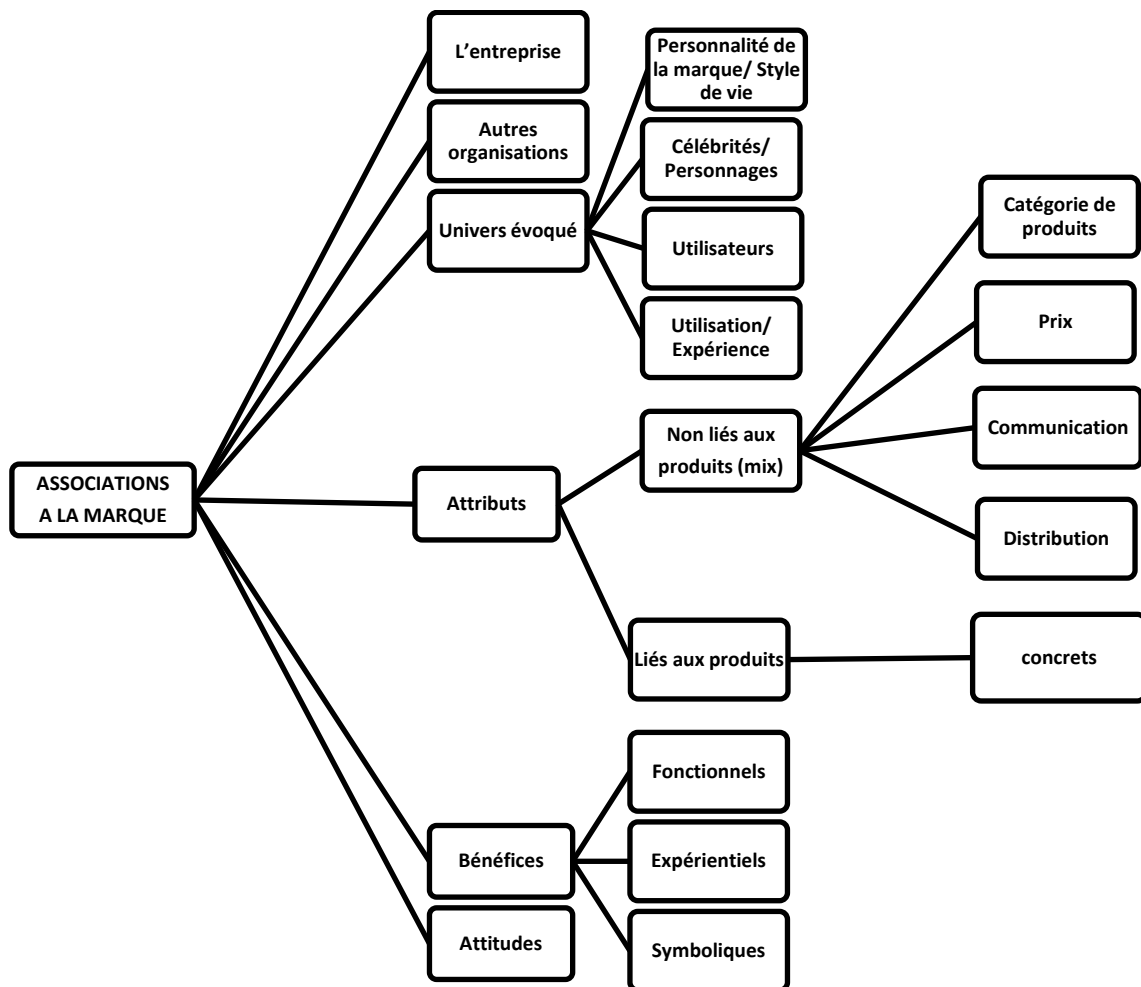 L'entreprise
Autres
organisations
Univers évoqué
Personnalité de
la marque/ Style
de vie
Célébrités/
Personnages
Utilisateurs
Utilisation/
Expérience
ASSOCIATIONS
A LA MARQUE
Attributs
Non liés aux
produits (mix)
Catégorie de
produits
Prix
Communication
Distribution
Liés aux produits
concrets
Bénéfices
Fonctionnels
Expérientiels
Symboliques
Attitudes